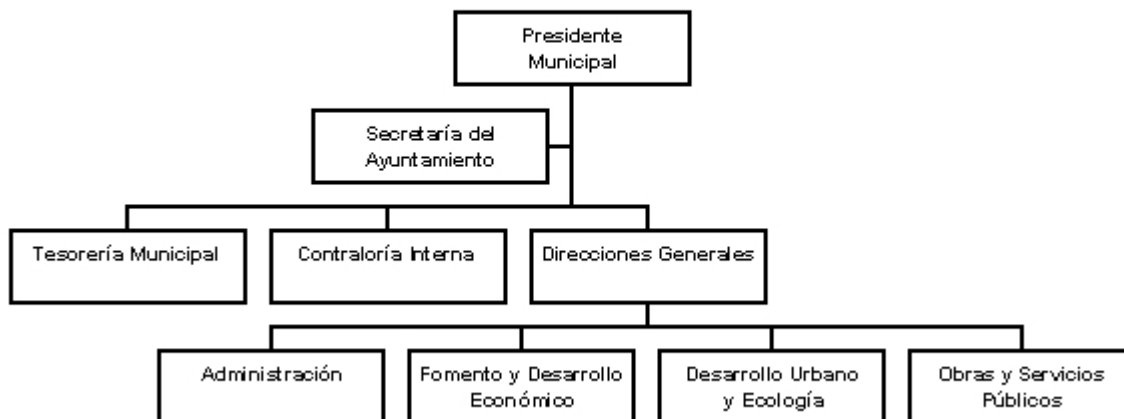 Presidente
Municipal
Secretaría del
Ayuntamiento
Tesorería Municipal
Contraloría Interna
Direcciones Generales
Administración
Fomento y Desarrollo
Económico
Desarrollo Urbano
y Ecología
Obras y Servicios
Públicos